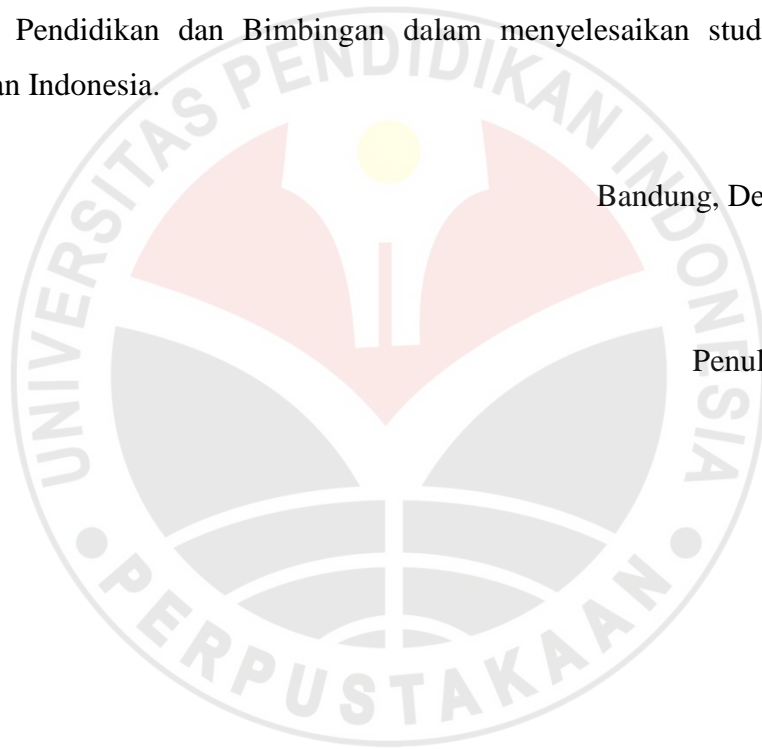 Pendidikan dan Bimbingan dalam menyelesaikan stud
an Indonesia.
Bandung, De
Penul
UNIVERSITAS PENDIDIKAN INDONESIA
PERPUSTAKAAN